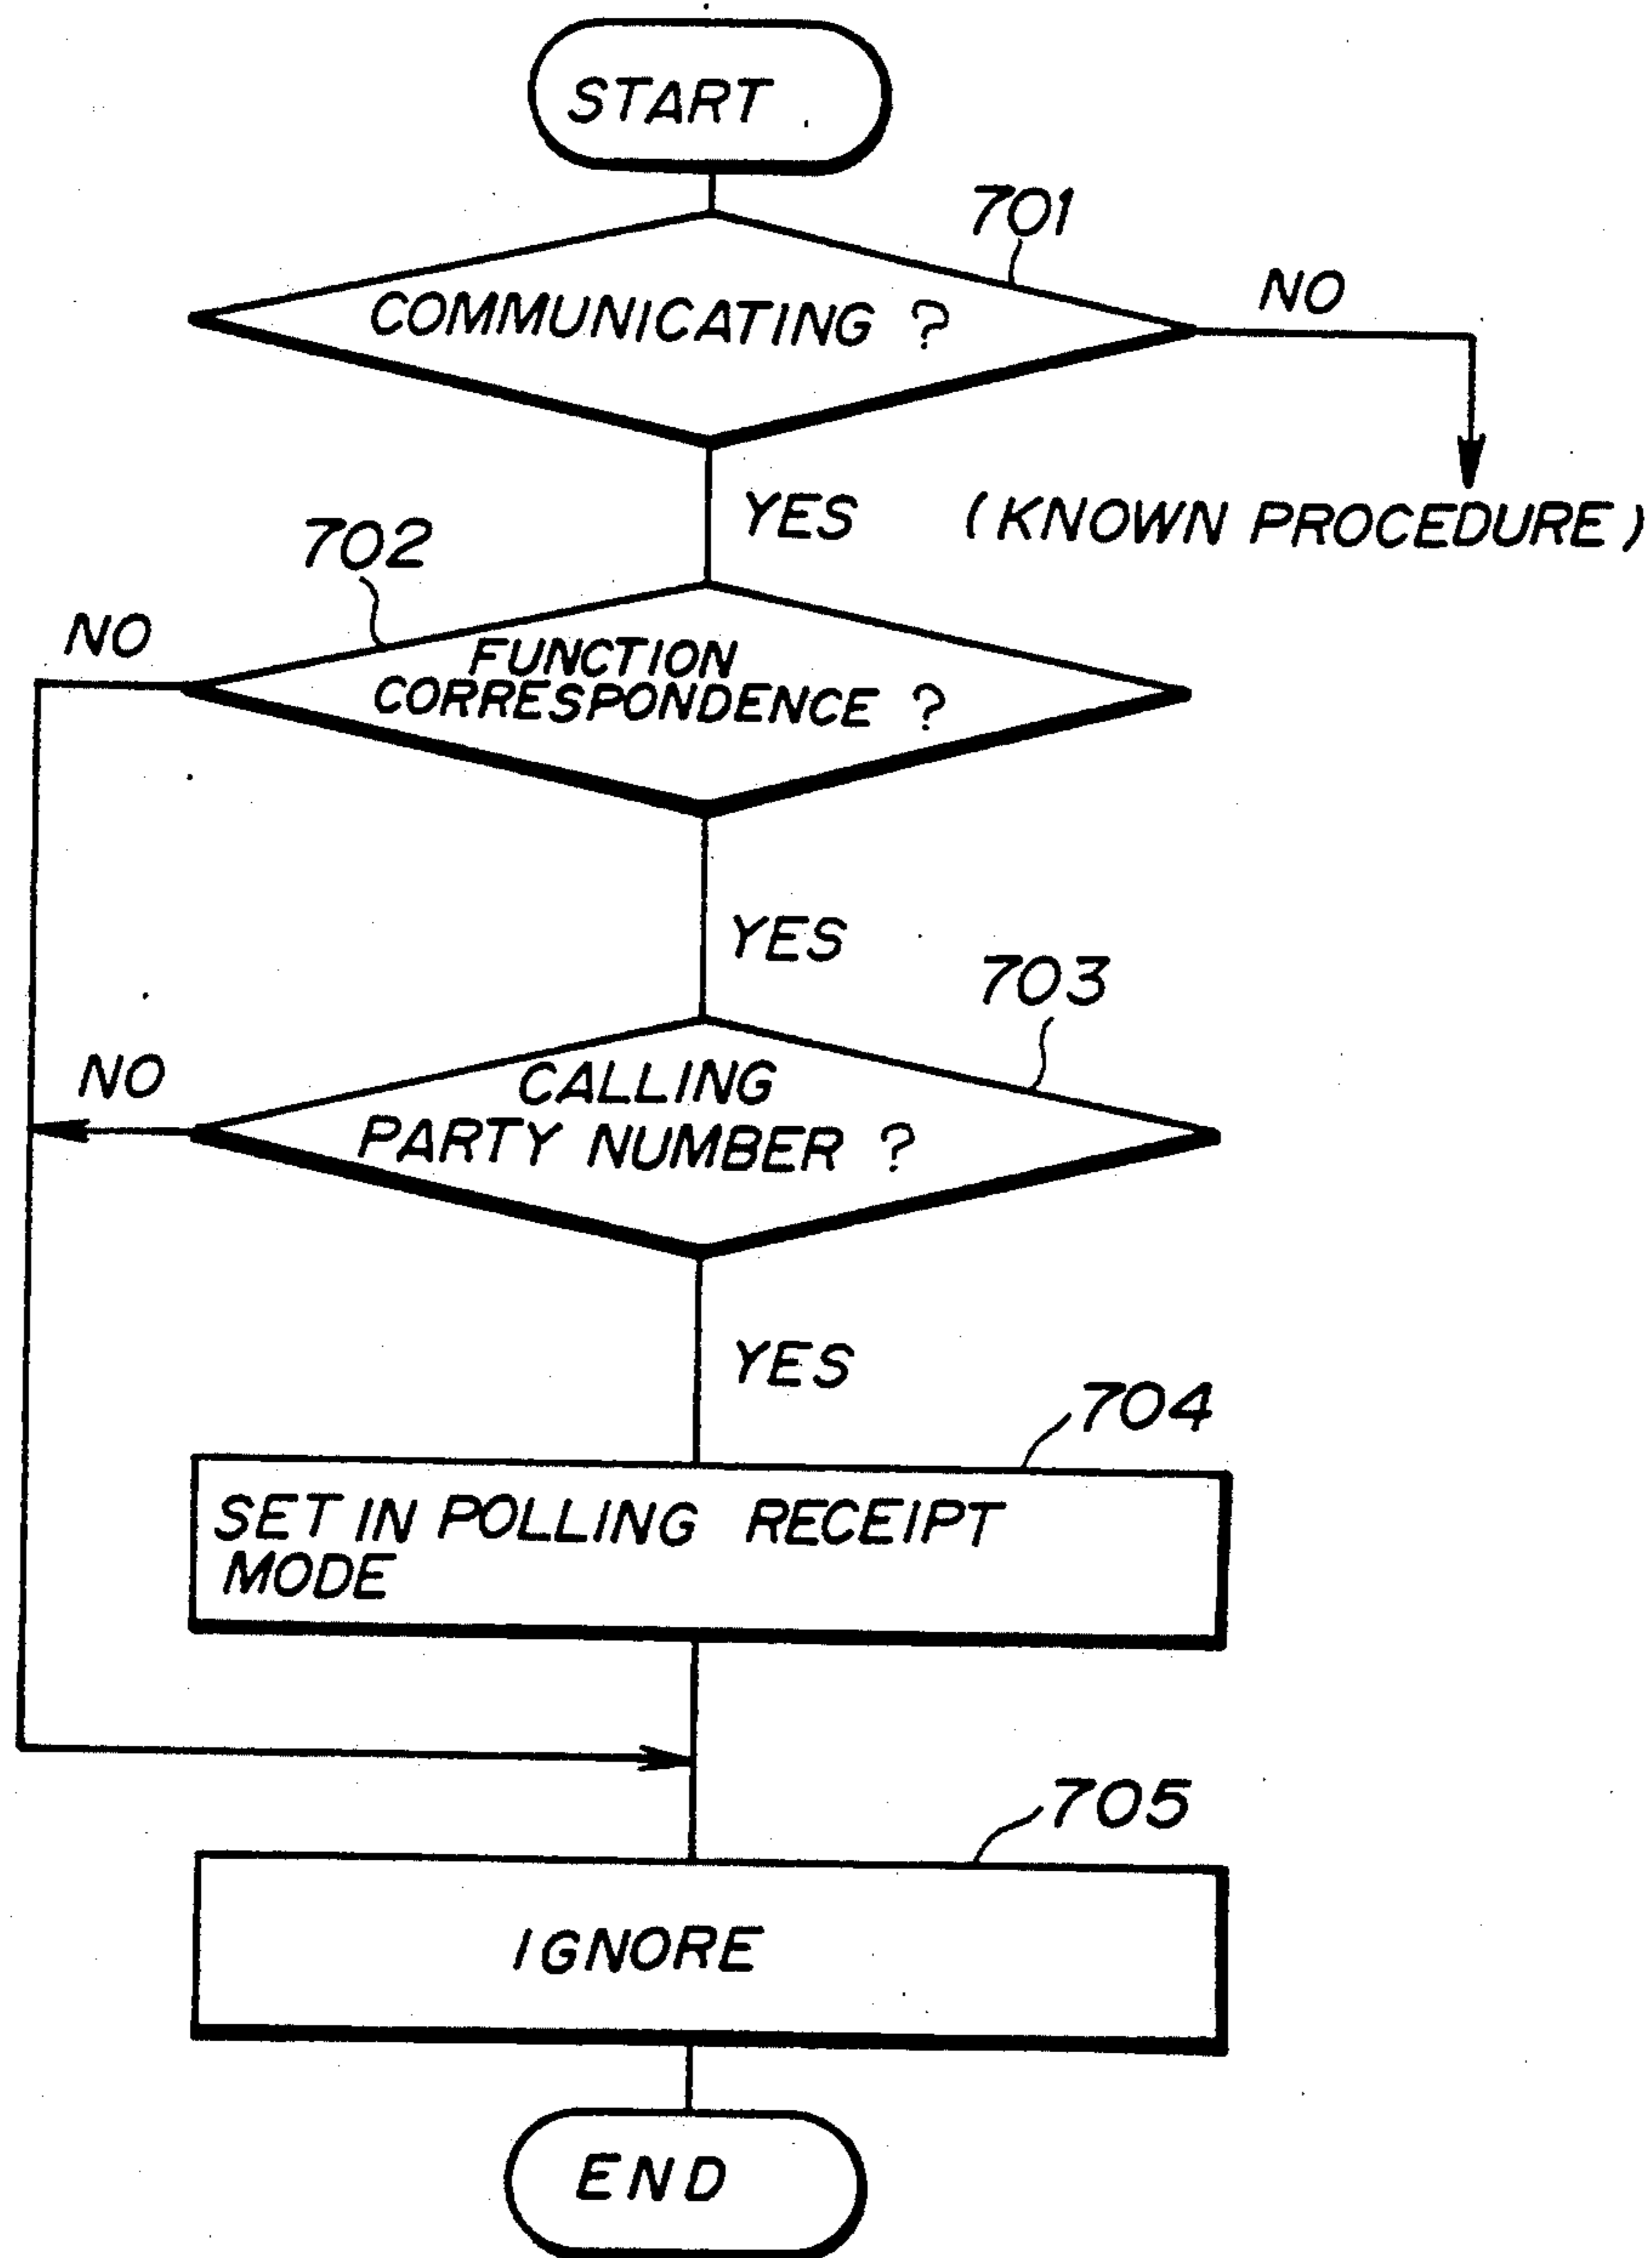 START
701
COMMUNICATING ?
NO
YES
(KNOWN PROCEDURE)
702
NO
FUNCTION
CORRESPONDENCE ?
YES
703
NO
CALLING
PARTY NUMBER ?
YES
704
SET IN POLLING RECEIPT
MODE
705
IGNORE
END